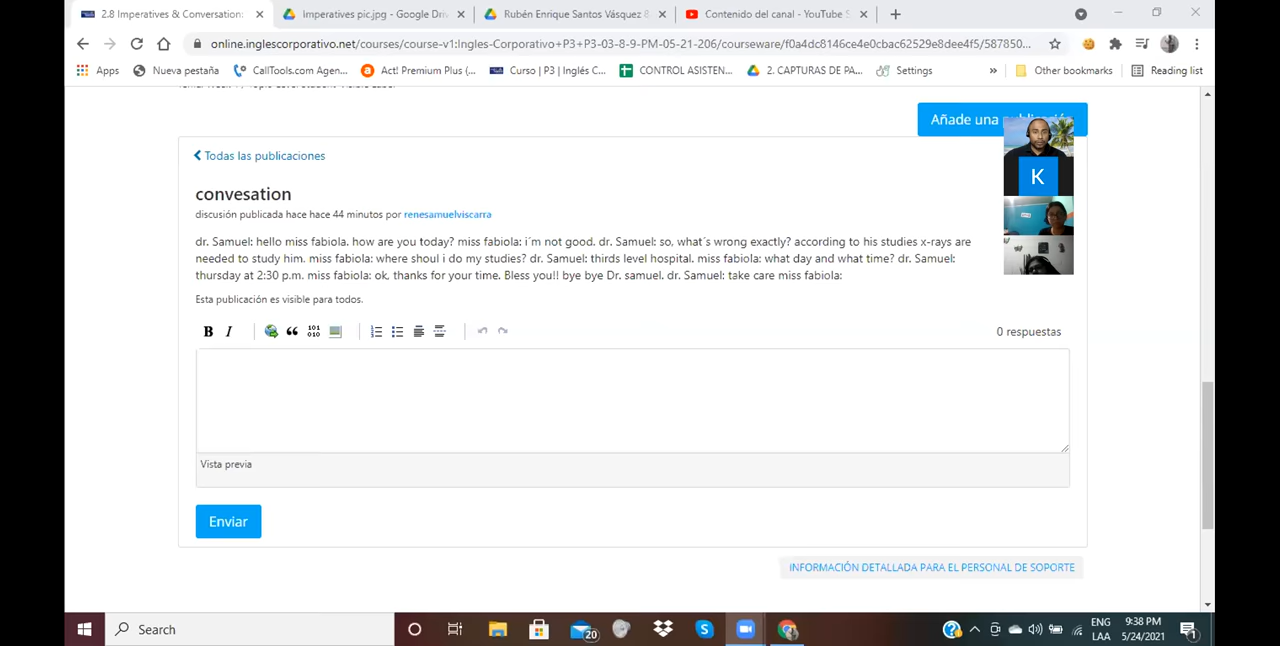 2.8 Imperatives & Conversation:
Imperatives pic.jpg - Google Driv
Rubén Enrique Santos Vásquez 8
Contenido del canal - YouTube S
online.inglescorporativo.net/courses/course-v1:Ingles-Corporativo+P3+P3-03-8-9-PM-05-21-206/courseware/f0a4dc8146ce4e0cbac62529e8dee4f5/587850...
Apps
Nueva pestaña
CallTools.com Agen...
Act! Premium Plus (...
Curso | P3 | Inglés C...
CONTROL ASISTEN...
2. CAPTURAS DE PA...
Settings
»
Other bookmarks
Reading list
Añade una publicación
Todas las publicaciones
K
convesation
discusión publicada hace hace 44 minutos por renesamuelviscarra
dr. Samuel: hello miss fabiola. how are you today? miss fabiola: i´m not good. dr. Samuel: so, what´s wrong exactly? according to his studies x-rays are
needed to study him. miss fabiola: where shoul i do my studies? dr. Samuel: thirds level hospital. miss fabiola: what day and what time? dr. Samuel:
thursday at 2:30 p.m. miss fabiola: ok, thanks for your time. Bless you!! bye bye Dr. samuel. dr. Samuel: take care miss fabiola:
Esta publicación es visible para todos.
B I
101
010
0 respuestas
Vista previa
Enviar
INFORMACIÓN DETALLADA PARA EL PERSONAL DE SOPORTE
Search
20
ENG
LAA
9:38 PM
5/24/2021
1